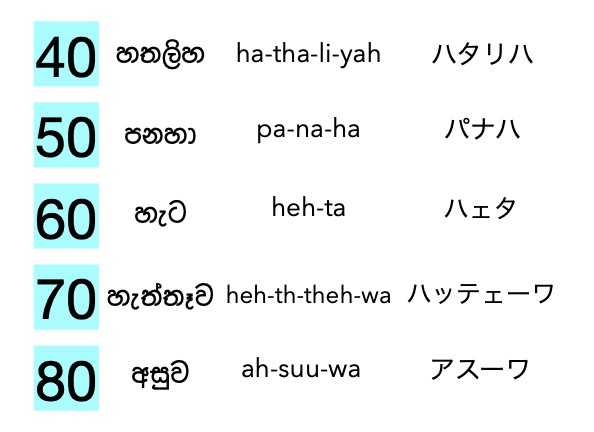 40 හතලිහ ha-tha-li-yah ハタリハ
50 පනහා pa-na-ha パナハ
60 හැට heh-ta ハェタ
70 හැත්තෑව heh-th-theh-wa ハッテェーワ
80 අසුව ah-suu-wa アスーワ